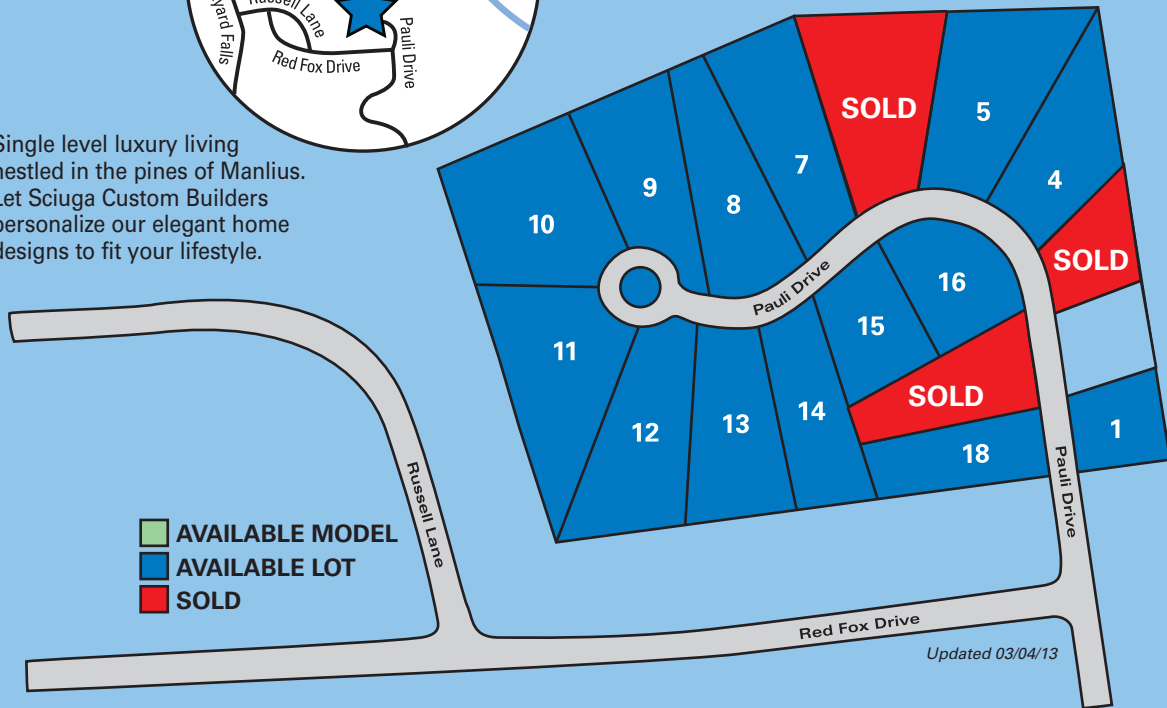 yard Falls
Russell Lane
Pauli Drive
Red Fox Drive
Single level luxury living
nestled in the pines of Manlius.
Let Sciuga Custom Builders
personalize our elegant home
designs to fit your lifestyle.
SOLD
5
4
7
9
8
10
SOLD
16
Pauli Drive
15
11
SOLD
14
13
12
1
18
Pauli Drive
Russell Lane
AVAILABLE MODEL
AVAILABLE LOT
SOLD
Red Fox Drive
Updated 03/04/13